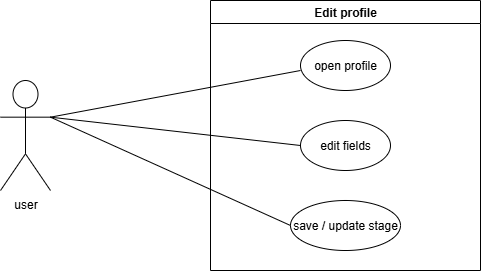 Edit profile
open profile
edit fields
user
save / update stage